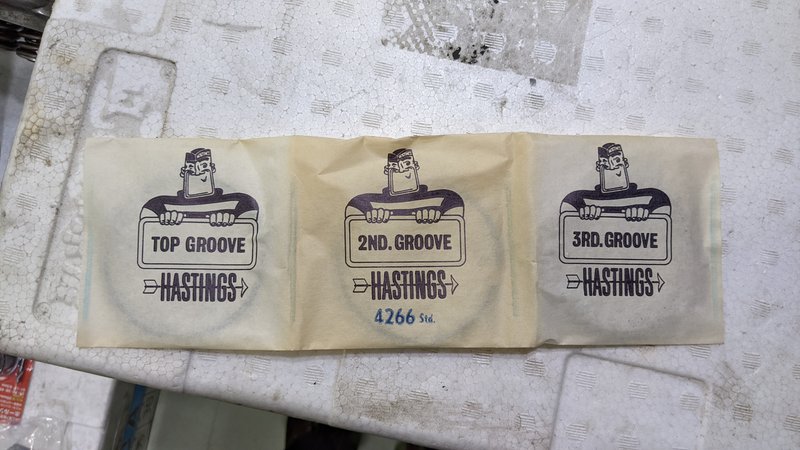 TOP GROOVE
HASTINGS
2ND. GROOVE
HASTINGS
4266 Std.
3RD. GROOVE
HASTINGS